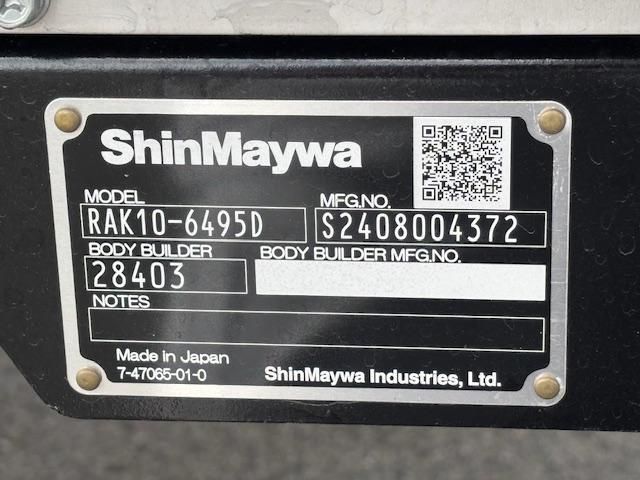 ShinMaywa
MODEL
RAK10-6495D
MFG.NO.
S2408004372
BODY BUILDER
28403
BODY BUILDER MFG.NO.
NOTES
Made in Japan
7-47065-01-0
ShinMaywa Industries, Ltd.